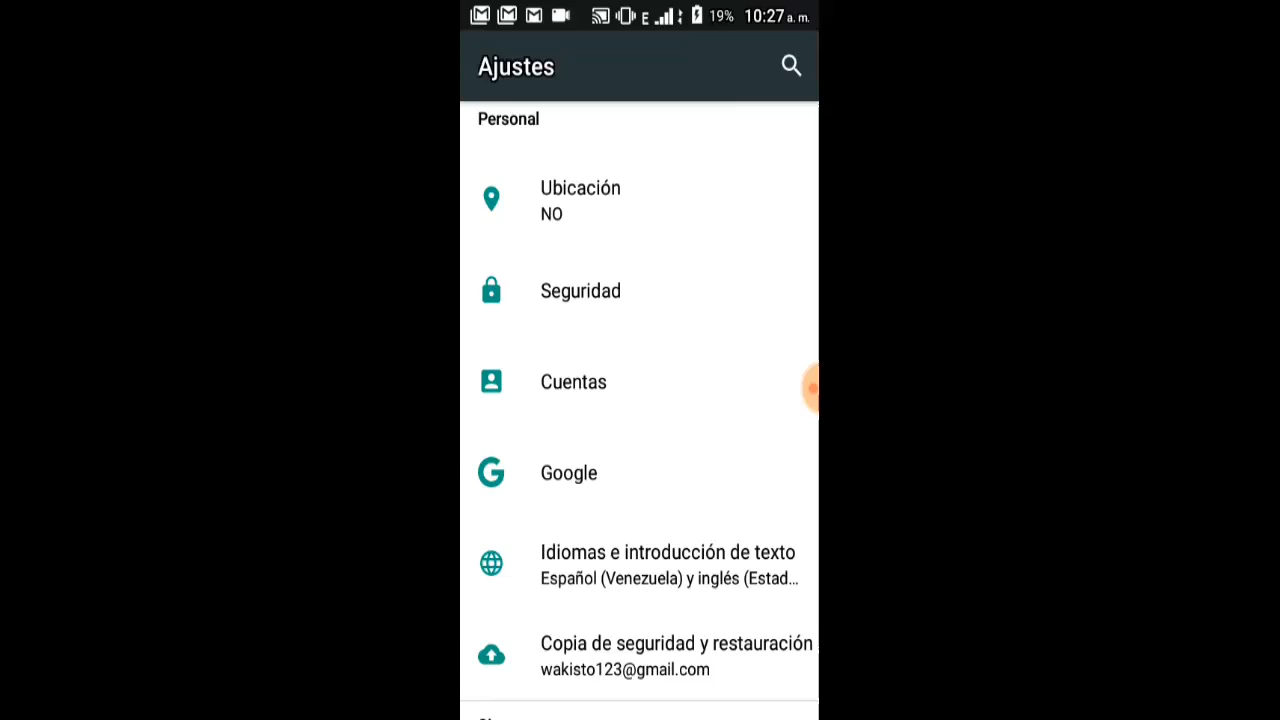 E 19% 10:27 a. m.
Ajustes
Personal
Ubicación
NO
Seguridad
Cuentas
Google
Idiomas e introducción de texto
Español (Venezuela) y inglés (Estad...
Copia de seguridad y restauración
wakisto123@gmail.com